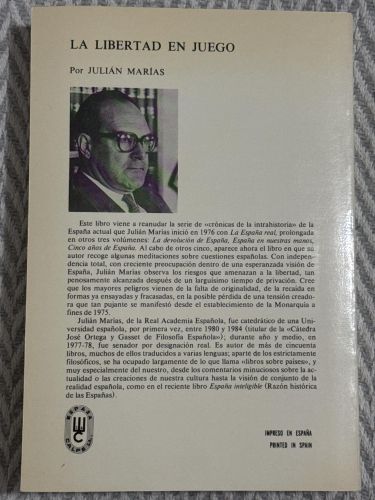 LA LIBERTAD EN JUEGO
Por JULIÁN MARÍAS
Este libro viene a reanudar la serie de «crónicas de la intrahistoria» de la
España actual que Julián Marías inició en 1976 con La España real, prolongada
en otros tres volúmenes: La devolución de España, España en nuestras manos,
Cinco años de España. Al cabo de otros cinco, aparece ahora el libro en que su
autor recoge algunas meditaciones sobre cuestiones españolas. Con indepen-
dencia total, con creciente preocupación dentro de una esperanzada visión de
España, Julián Marías observa los riesgos que amenazan a la libertad, tan
penosamente alcanzada después de un larguísimo tiempo de privación. Cree
que los mayores peligros vienen de la falta de originalidad, de la recaída en
formas ya ensayadas y fracasadas, en la posible pérdida de una tensión creado-
ra que tan pujante se manifestó desde el establecimiento de la Monarquía a
fines de 1975.
Julián Marías, de la Real Academia Española, fue catedrático de una Uni-
versidad española, por primera vez, entre 1980 y 1984 (titular de la «Cátedra
José Ortega y Gasset de Filosofía Española»); durante año y medio, en
1977-78, fue senador por designación real. Es autor de más de cincuenta
libros, muchos de ellos traducidos a varias lenguas; aparte de los estrictamente
filosóficos, se ha ocupado largamente de lo que llama «libros sobre países», y
muy especialmente del nuestro, desde los comentarios minuciosos sobre la ac-
tualidad o las creaciones de nuestra cultura hasta la visión de conjunto de la
realidad española, como en el reciente libro España inteligible (Razón histórica
de las Españas).
ESPASA
CALPE S.A.
IMPRESO EN ESPAÑA
PRINTED IN SPAIN